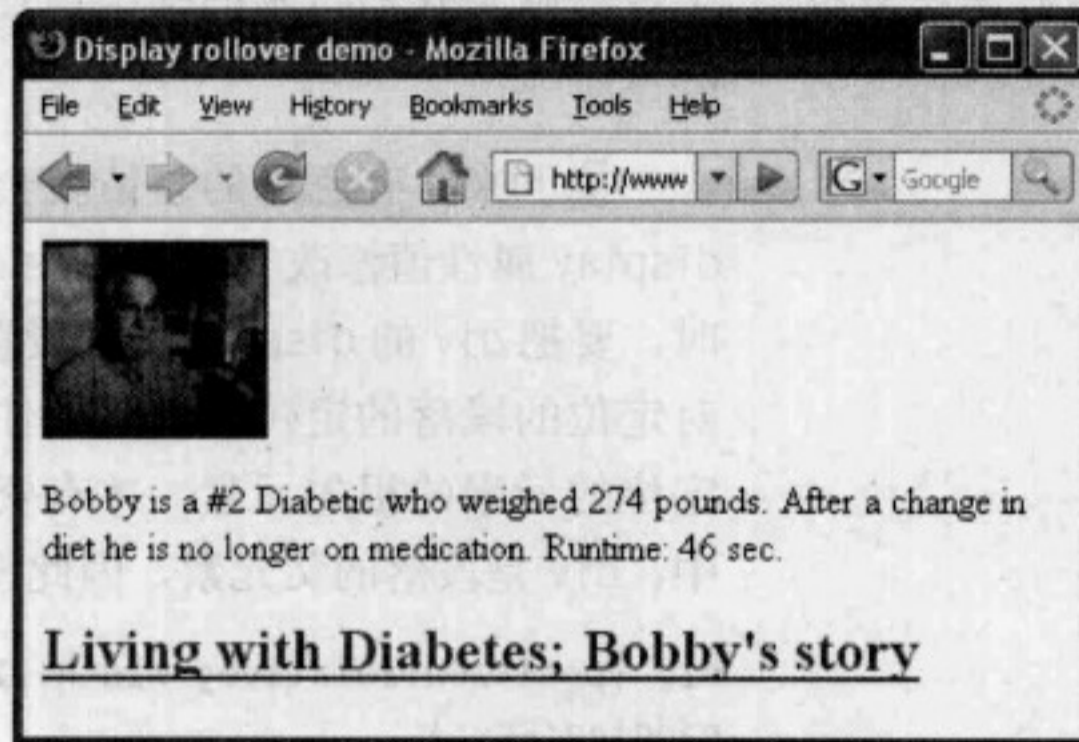 Display rollover demo - Mozilla Firefox
File Edit View History Bookmarks Tools Help
http://www G Google
Bobby is a #2 Diabetic who weighed 274 pounds. After a change in
diet he is no longer on medication. Runtime: 46 sec.
Living with Diabetes; Bobby's story